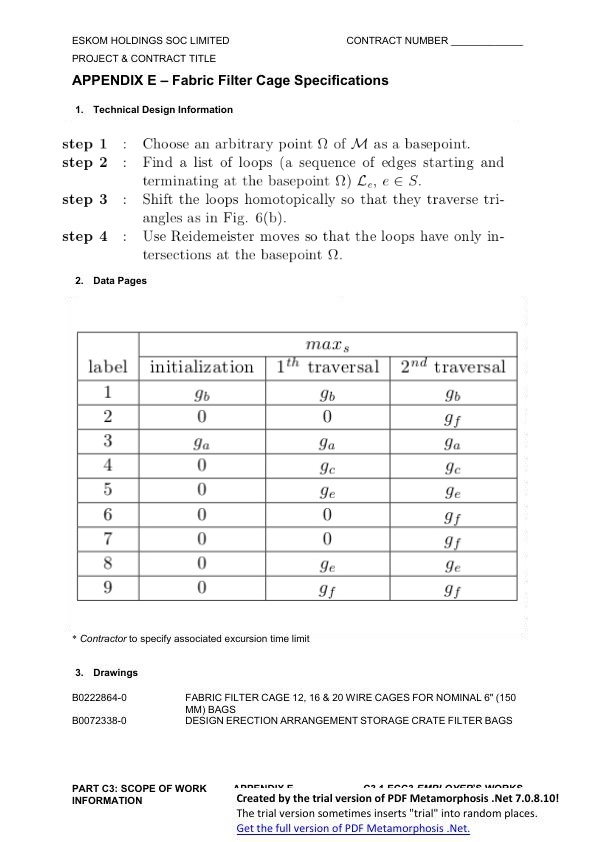 ESKOM HOLDINGS SOC LIMITED CONTRACT NUMBER _____________
PROJECT & CONTRACT TITLE
APPENDIX E – Fabric Filter Cage Specifications
1. Technical Design Information
step 1 : Choose an arbitrary point Ω of ℳ as a basepoint.
step 2 : Find a list of loops (a sequence of edges starting and
terminating at the basepoint Ω) ℒₑ, e ∈ S.
step 3 : Shift the loops homotopically so that they traverse tri-
angles as in Fig. 6(b).
step 4 : Use Reidemeister moves so that the loops have only in-
tersections at the basepoint Ω.
2. Data Pages
max_s
label initialization 1^th traversal 2^nd traversal
1 g_b g_b g_b
2 0 0 g_f
3 g_a g_a g_a
4 0 g_c g_c
5 0 g_e g_e
6 0 0 g_f
7 0 0 g_f
8 0 g_e g_e
9 0 g_f g_f
* Contractor to specify associated excursion time limit
3. Drawings
B0222864-0 FABRIC FILTER CAGE 12, 16 & 20 WIRE CAGES FOR NOMINAL 6" (150
MM) BAGS
B0072338-0 DESIGN ERECTION ARRANGEMENT STORAGE CRATE FILTER BAGS
PART C3: SCOPE OF WORK APPENDIX E C3.1 ECC3 EMPLOYER'S WORKS
INFORMATION
Created by the trial version of PDF Metamorphosis .Net 7.0.8.10!
The trial version sometimes inserts "trial" into random places.
Get the full version of PDF Metamorphosis .Net.